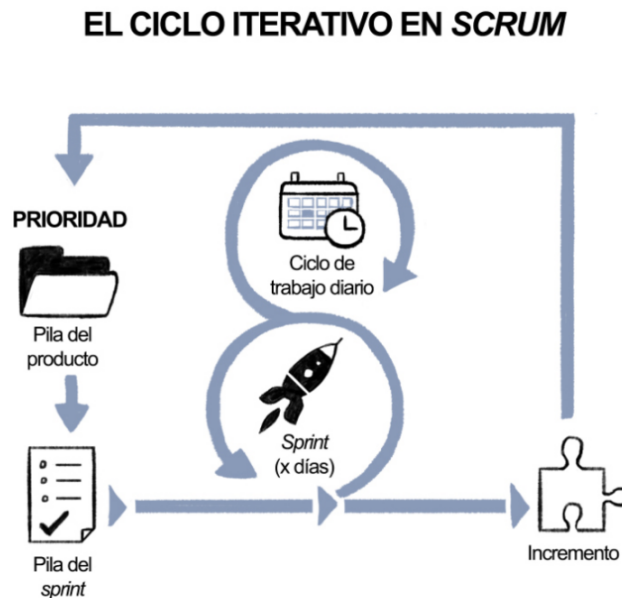 EL CICLO ITERATIVO EN SCRUM
PRIORIDAD
Pila del
producto
Ciclo de
trabajo diario
Sprint
(x días)
Pila del
sprint
Incremento